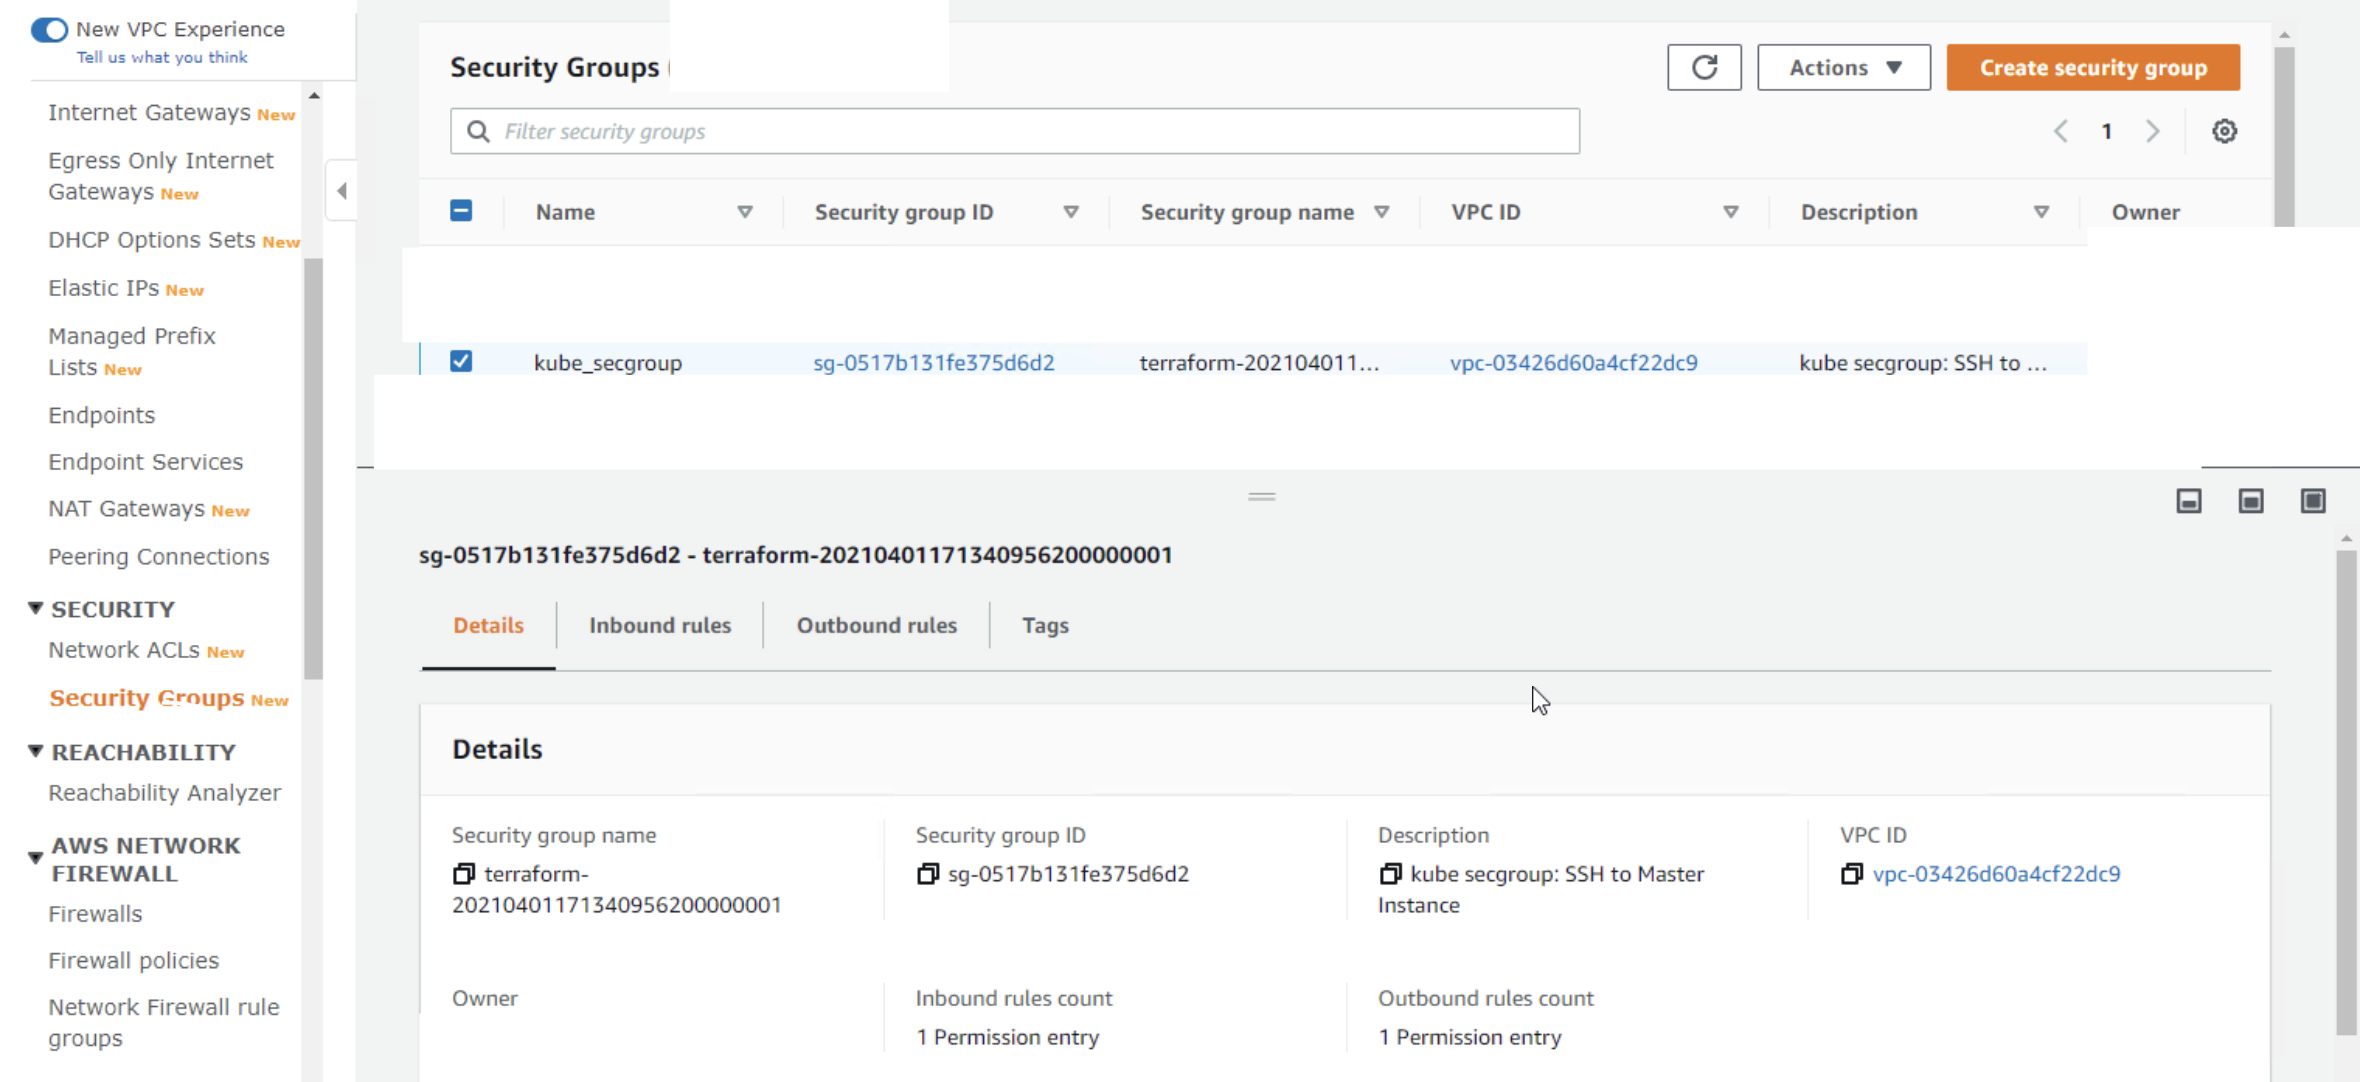 New VPC Experience
Tell us what you think
Internet Gateways New
Egress Only Internet
Gateways New
DHCP Options Sets New
Elastic IPs New
Managed Prefix
Lists New
Endpoints
Endpoint Services
NAT Gateways New
Peering Connections
SECURITY
Network ACLs New
Security Groups New
REACHABILITY
Reachability Analyzer
AWS NETWORK
FIREWALL
Firewalls
Firewall policies
Network Firewall rule
groups
Security Groups (
Actions
Create security group
Filter security groups
1
Name Security group ID Security group name VPC ID Description Owner
kube_secgroup sg-0517b131fe375d6d2 terraform-202104011... vpc-03426d60a4cf22dc9 kube secgroup: SSH to ...
sg-0517b131fe375d6d2 - terraform-20210401171340956200000001
Details Inbound rules Outbound rules Tags
Details
Security group name
terraform-
20210401171340956200000001
Security group ID
sg-0517b131fe375d6d2
Description
kube secgroup: SSH to Master
Instance
VPC ID
vpc-03426d60a4cf22dc9
Owner
Inbound rules count
1 Permission entry
Outbound rules count
1 Permission entry